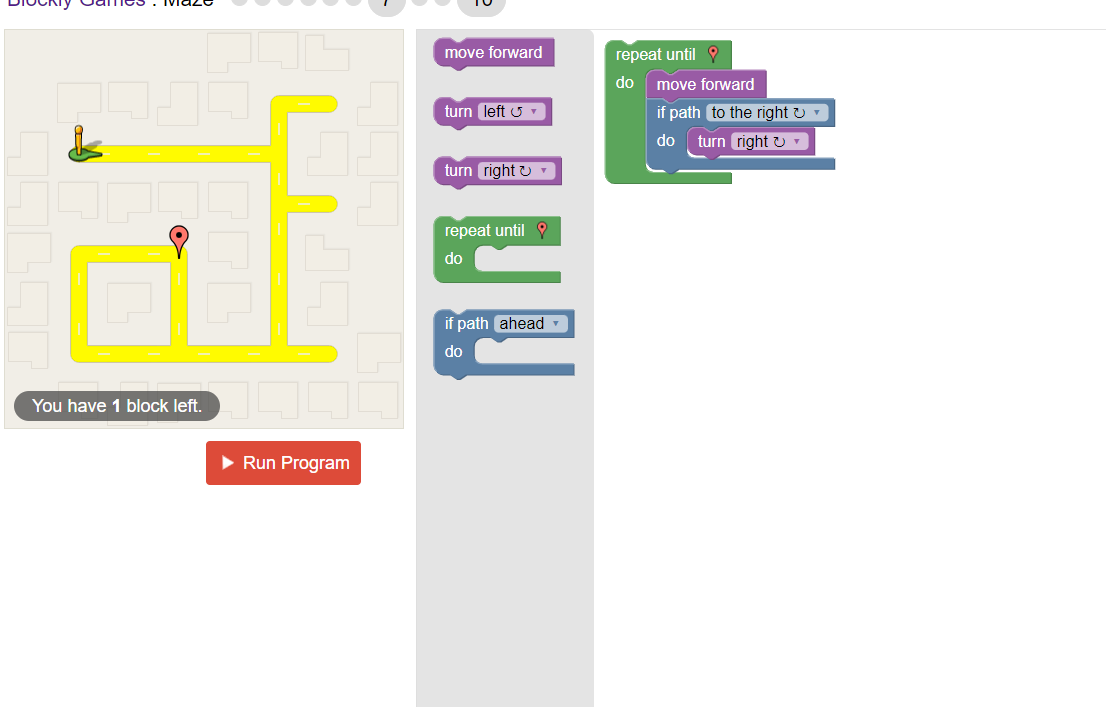 Blockly Games : Maze 7 10
move forward
turn left ↺ ▾
turn right ↻ ▾
repeat until
do
if path ahead ▾
do
repeat until
do move forward
if path to the right ↻ ▾
do turn right ↻ ▾
You have 1 block left.
Run Program